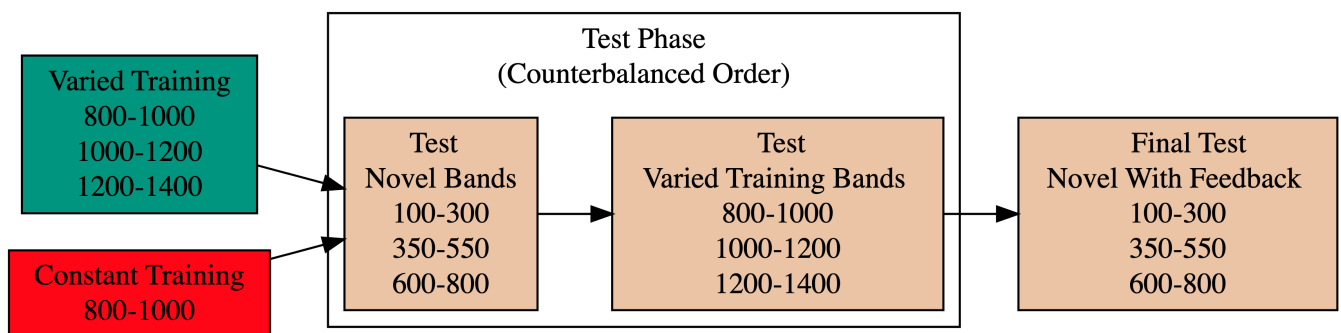 Varied Training
800-1000
1000-1200
1200-1400
Constant Training
800-1000
Test Phase
(Counterbalanced Order)
Test
Novel Bands
100-300
350-550
600-800
Test
Varied Training Bands
800-1000
1000-1200
1200-1400
Final Test
Novel With Feedback
100-300
350-550
600-800